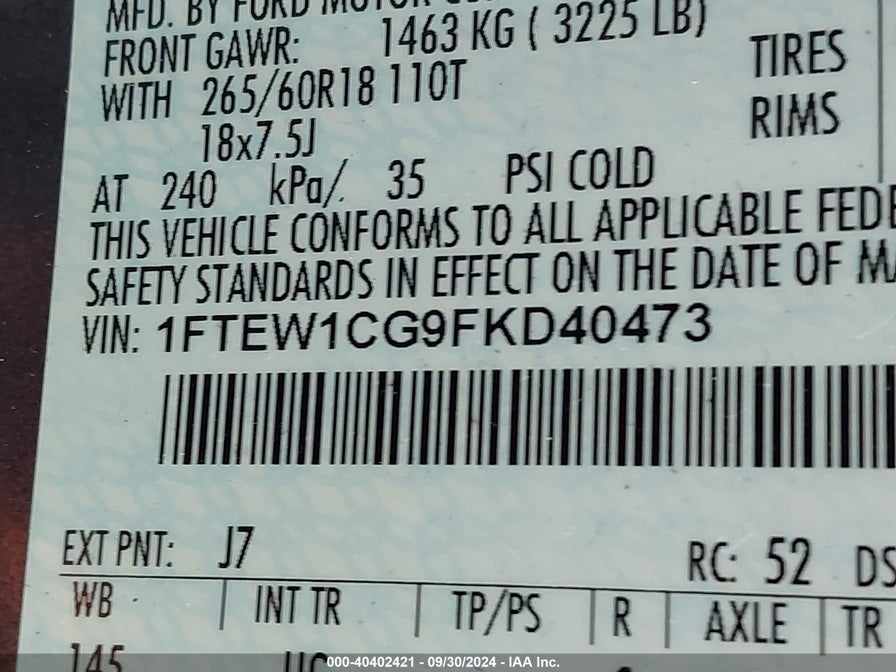 MFD. BY FORD MOTOR
FRONT GAWR: 1463 KG ( 3225 LB)
WITH 265/60R18 110T TIRES
18x7.5J RIMS
AT 240 kPa/. 35 PSI COLD
THIS VEHICLE CONFORMS TO ALL APPLICABLE
SAFETY STANDARDS IN EFFECT ON THE DATE OF
VIN: 1FTEW1CG9FKD40473
EXT PNT: J7 RC: 52 DS
WB INT TR TP/PS R AXLE TR
145
000-40402421 - 09/30/2024 - IAA Inc.